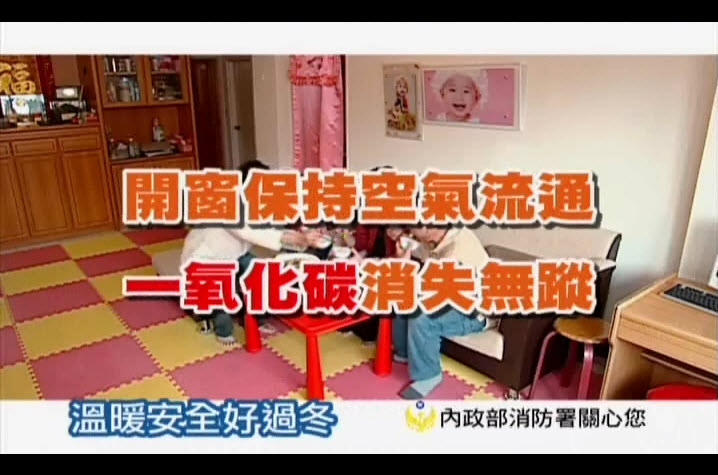 福
開窗保持空氣流通
一氧化碳消失無蹤
溫暖安全好過冬
內政部消防署關心您